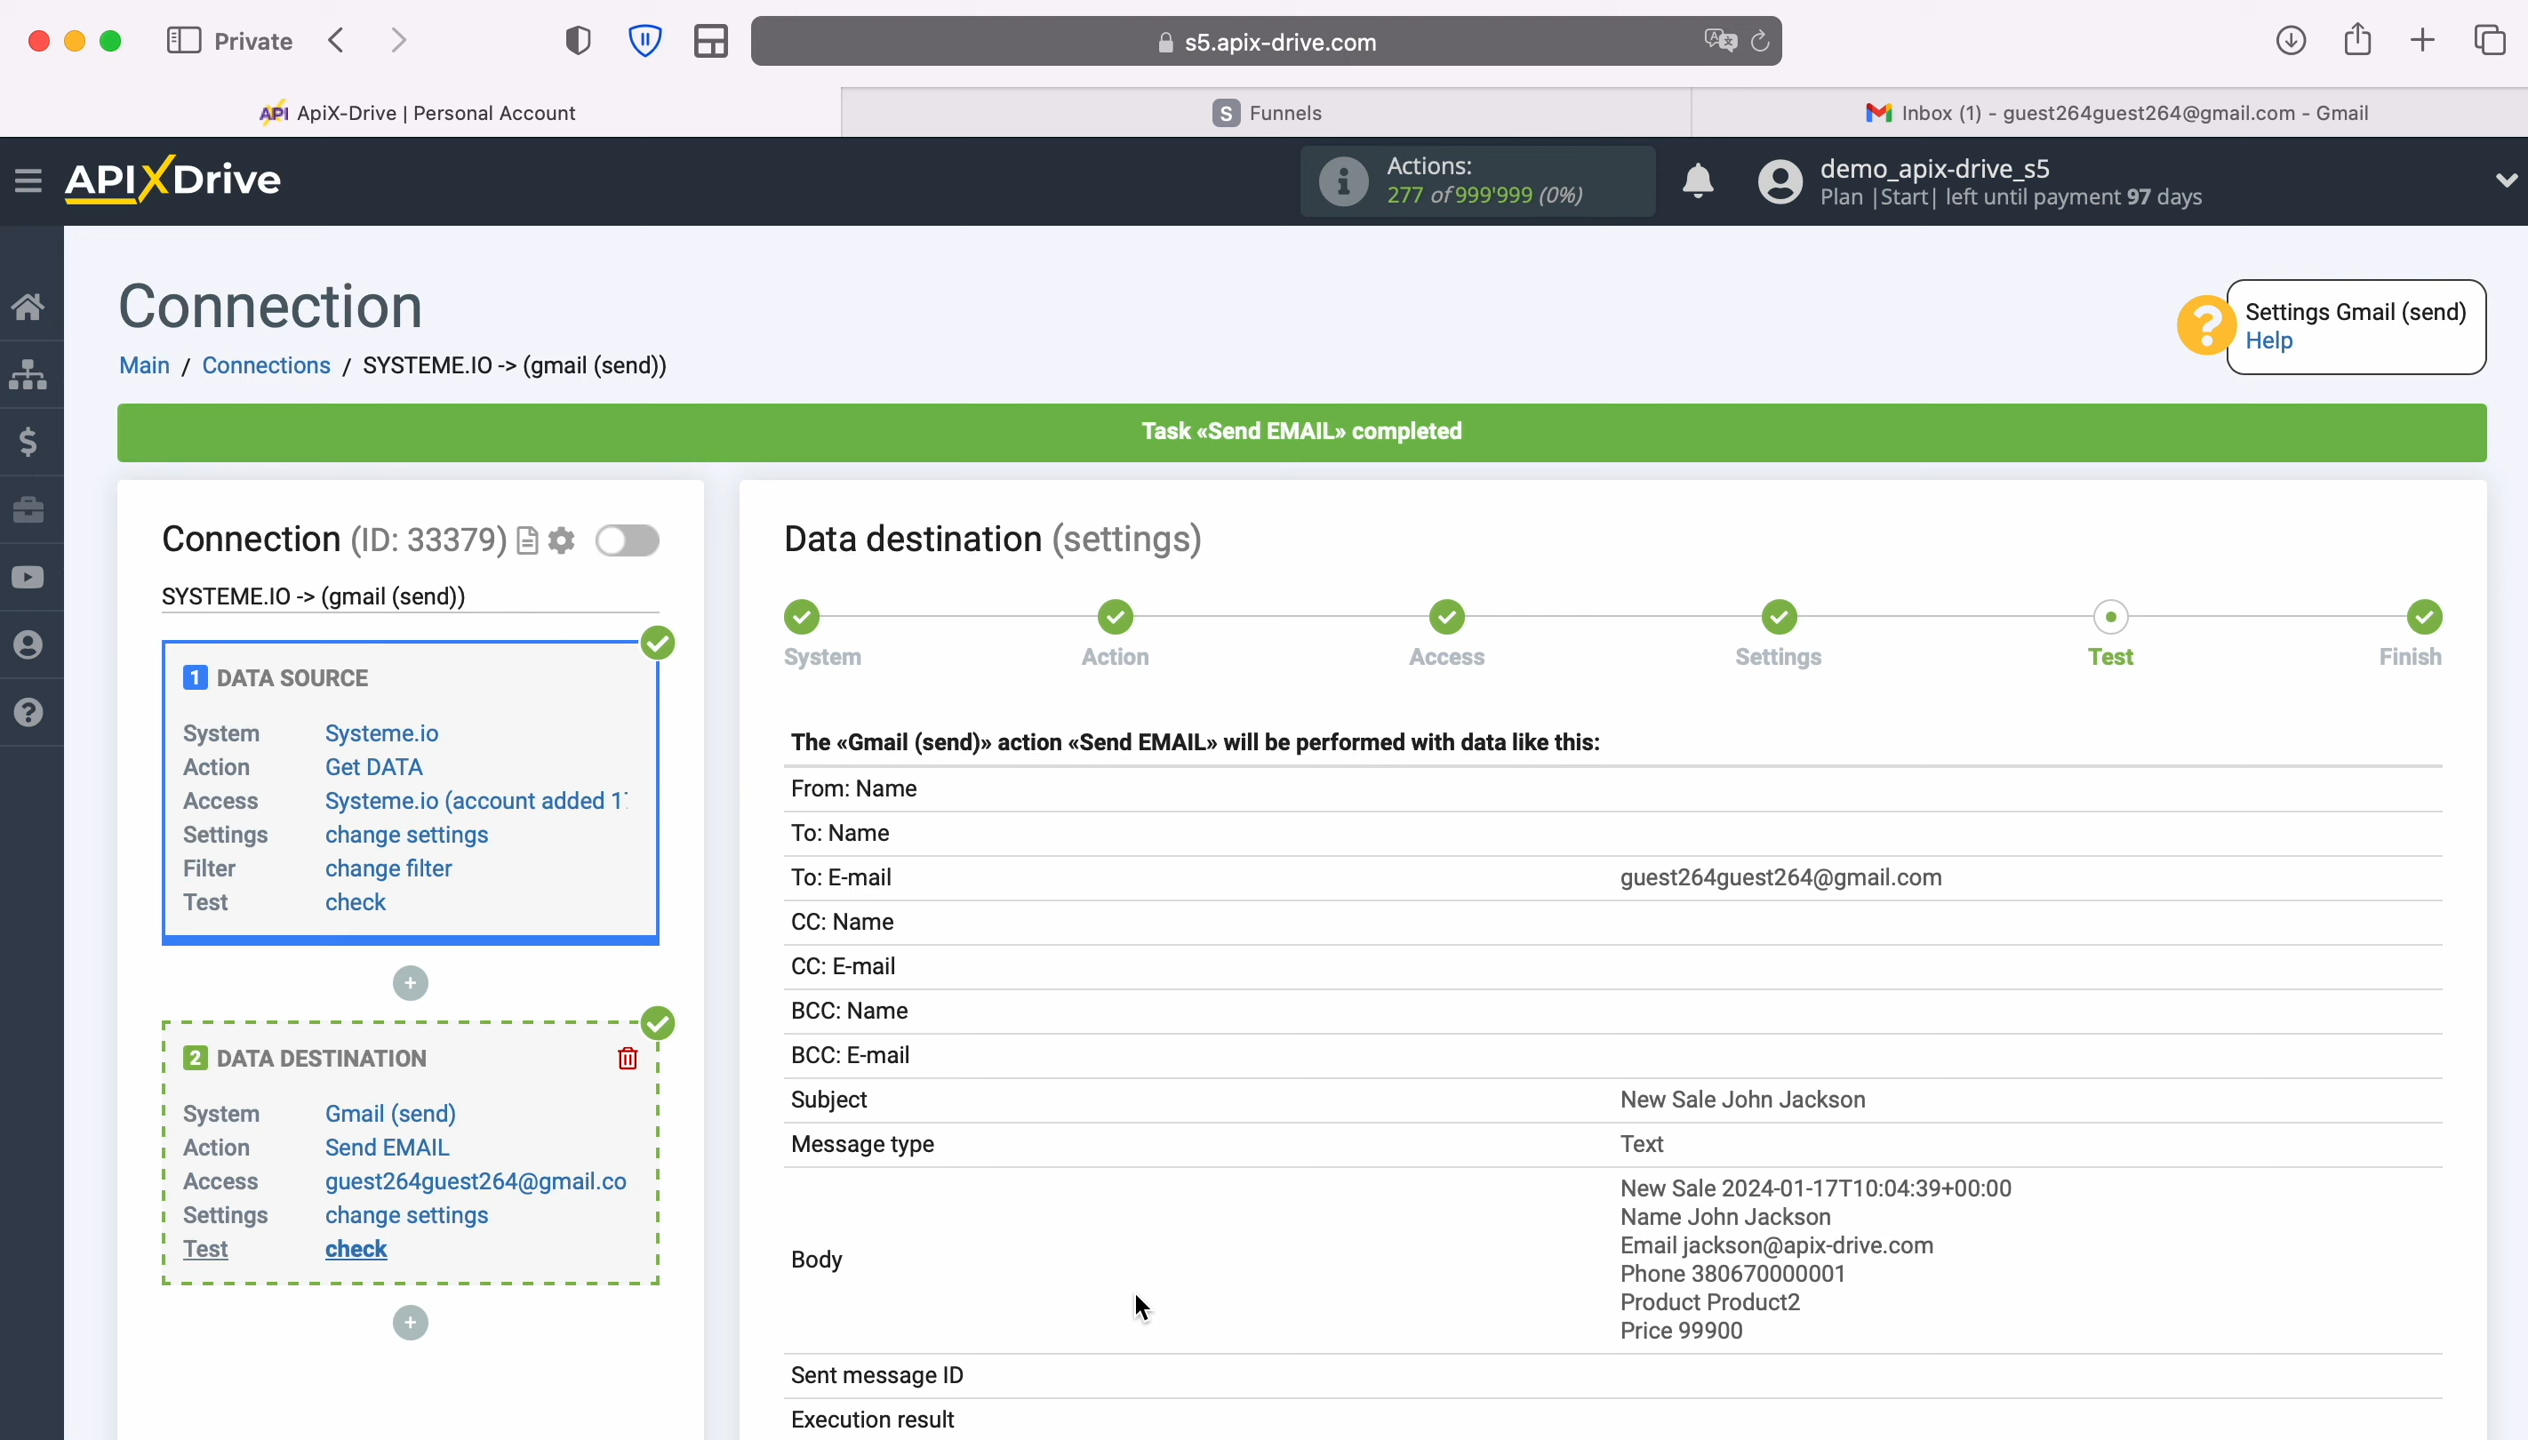 Private
s5.apix-drive.com
API ApiX-Drive | Personal Account
S Funnels
Inbox (1) - guest264guest264@gmail.com - Gmail
APIXDrive
Actions:
277 of 999'999 (0%)
demo_apix-drive_s5
Plan |Start| left until payment 97 days
Connection
Main / Connections / SYSTEME.IO -> (gmail (send))
Settings Gmail (send)
Help
Task «Send EMAIL» completed
Connection (ID: 33379)
SYSTEME.IO -> (gmail (send))
1 DATA SOURCE
System Systeme.io
Action Get DATA
Access Systeme.io (account added 1
Settings change settings
Filter change filter
Test check
+
2 DATA DESTINATION
System Gmail (send)
Action Send EMAIL
Access guest264guest264@gmail.co
Settings change settings
Test check
+
Data destination (settings)
System Action Access Settings Test Finish
The «Gmail (send)» action «Send EMAIL» will be performed with data like this:
From: Name
To: Name
To: E-mail guest264guest264@gmail.com
CC: Name
CC: E-mail
BCC: Name
BCC: E-mail
Subject New Sale John Jackson
Message type Text
Body
New Sale 2024-01-17T10:04:39+00:00
Name John Jackson
Email jackson@apix-drive.com
Phone 380670000001
Product Product2
Price 99900
Sent message ID
Execution result